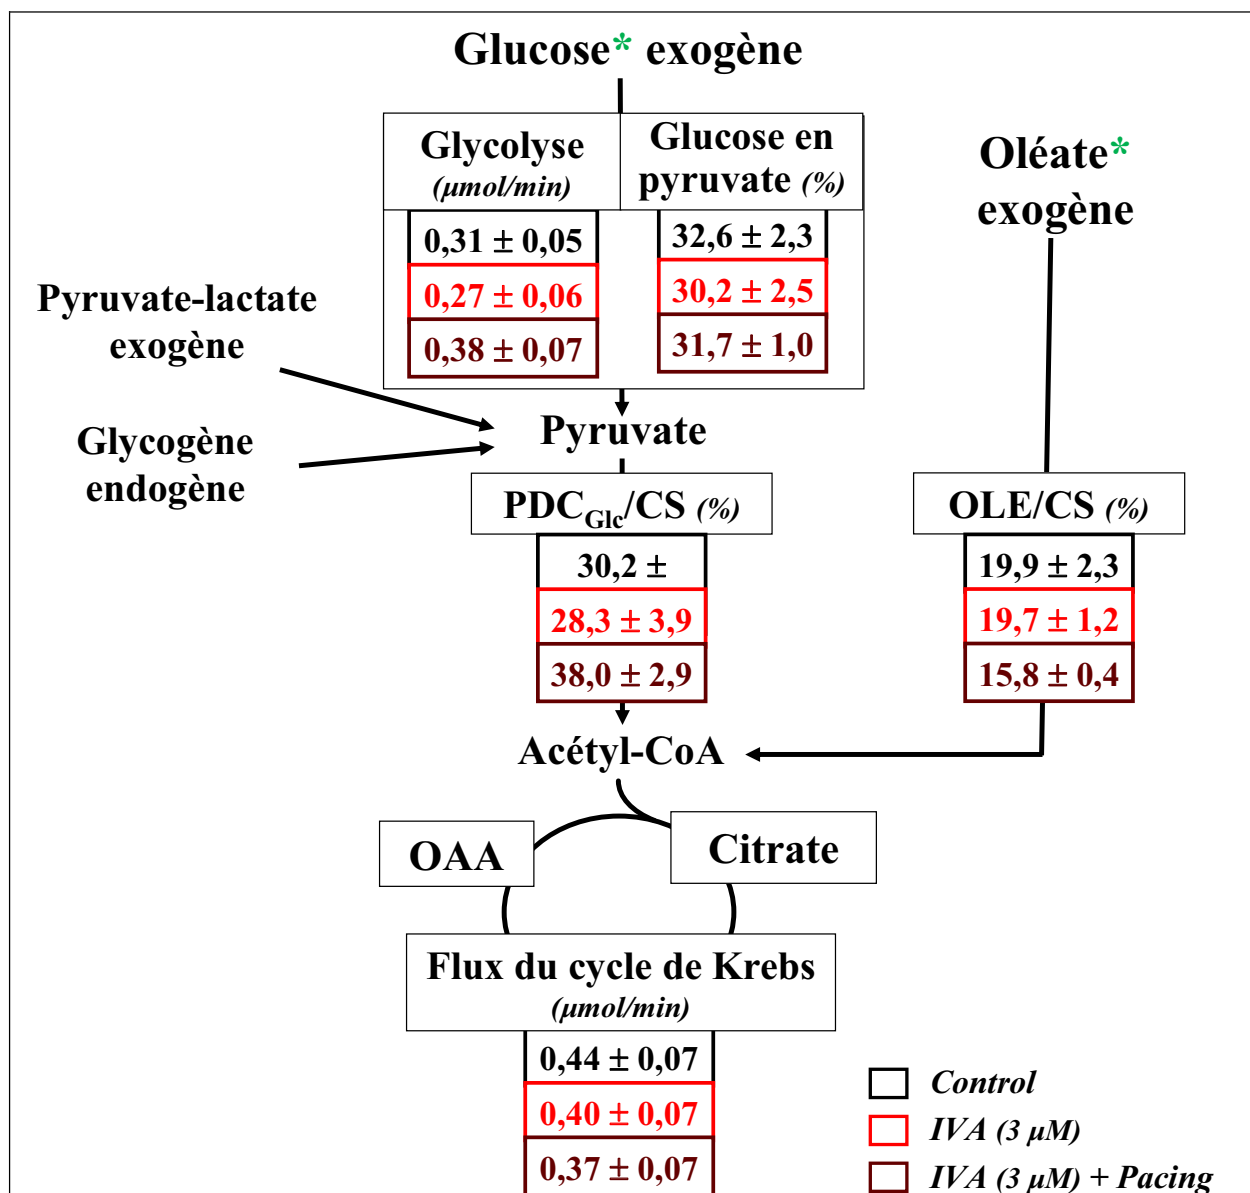 Glucose* exogène
Glycolyse
(µmol/min)
0,31 ± 0,05
0,27 ± 0,06
0,38 ± 0,07
Glucose en
pyruvate (%)
32,6 ± 2,3
30,2 ± 2,5
31,7 ± 1,0
Oléate*
exogène
Pyruvate-lactate
exogène
Glycogène
endogène
Pyruvate
PDCGlc/CS (%)
30,2 ±
28,3 ± 3,9
38,0 ± 2,9
OLE/CS (%)
19,9 ± 2,3
19,7 ± 1,2
15,8 ± 0,4
Acétyl-CoA
OAA
Citrate
Flux du cycle de Krebs
(µmol/min)
0,44 ± 0,07
0,40 ± 0,07
0,37 ± 0,07
Control
IVA (3 µM)
IVA (3 µM) + Pacing